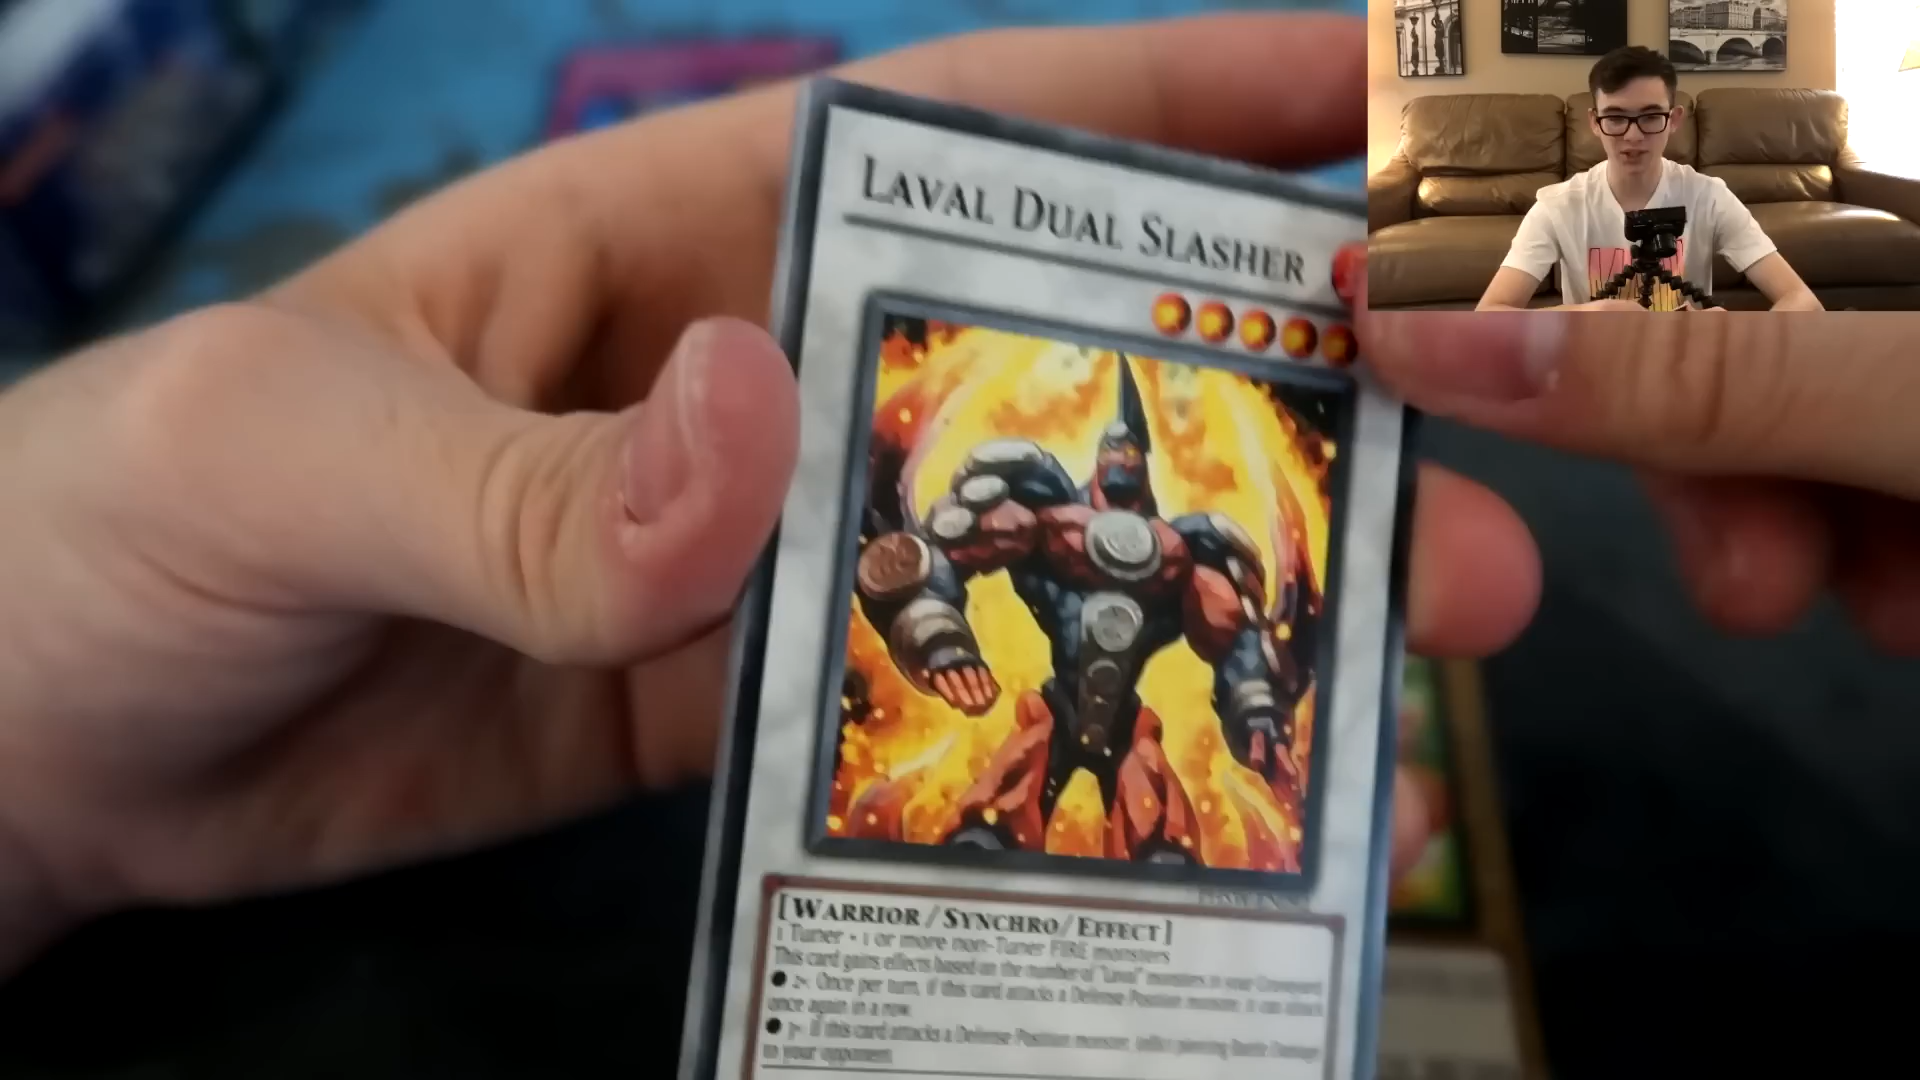 LAVAL DUAL SLASHER
[WARRIOR/SYNCHRO/EFFECT]
1 Tuner + 1 or more non-Tuner FIRE monsters
This card gains effects based on the number of "Laval" monsters in your Graveyard
● 2+: Once per turn, if this card attacks a Defense Position monster, it can attack
once again in a row.
● 3+: If this card attacks a Defense Position monster, inflict piercing Battle Damage
to your opponent.